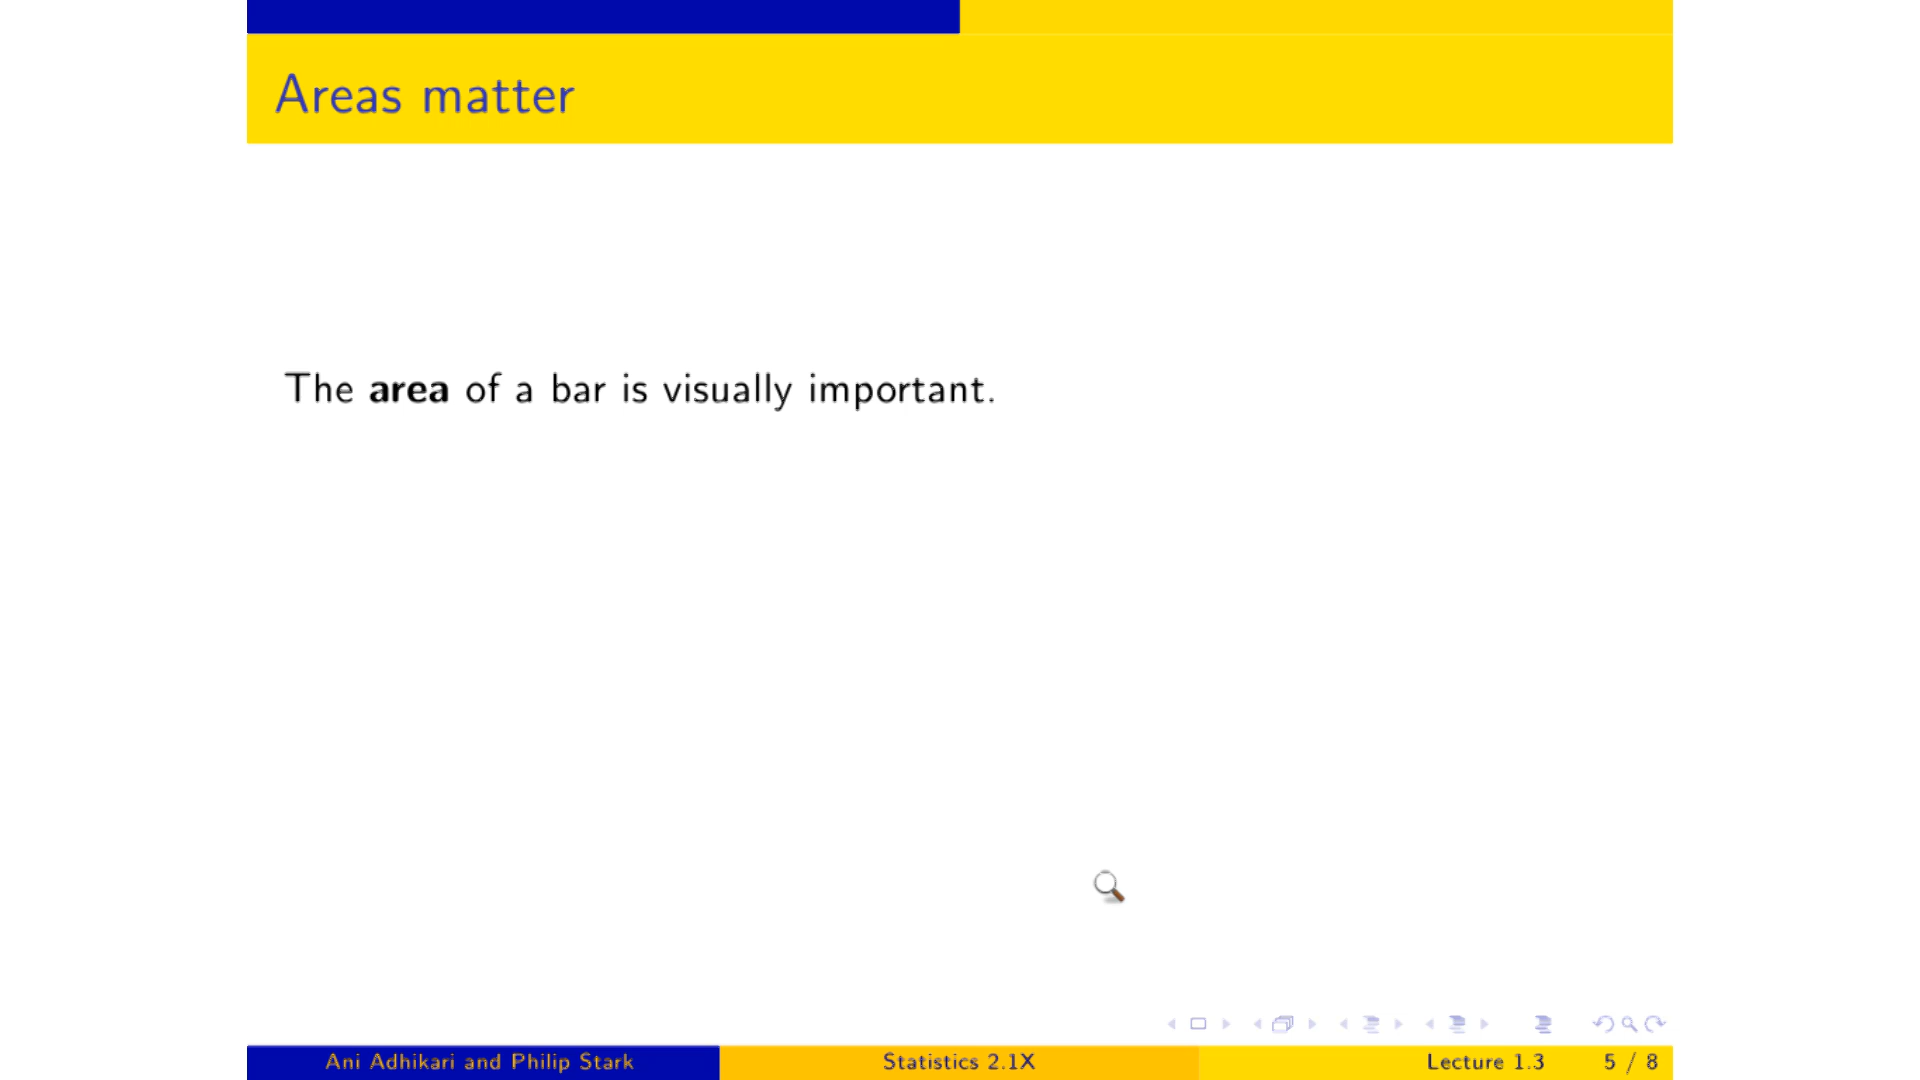 Areas matter
The area of a bar is visually important.
Ani Adhikari and Philip Stark Statistics 2.1X Lecture 1.3 5 / 8